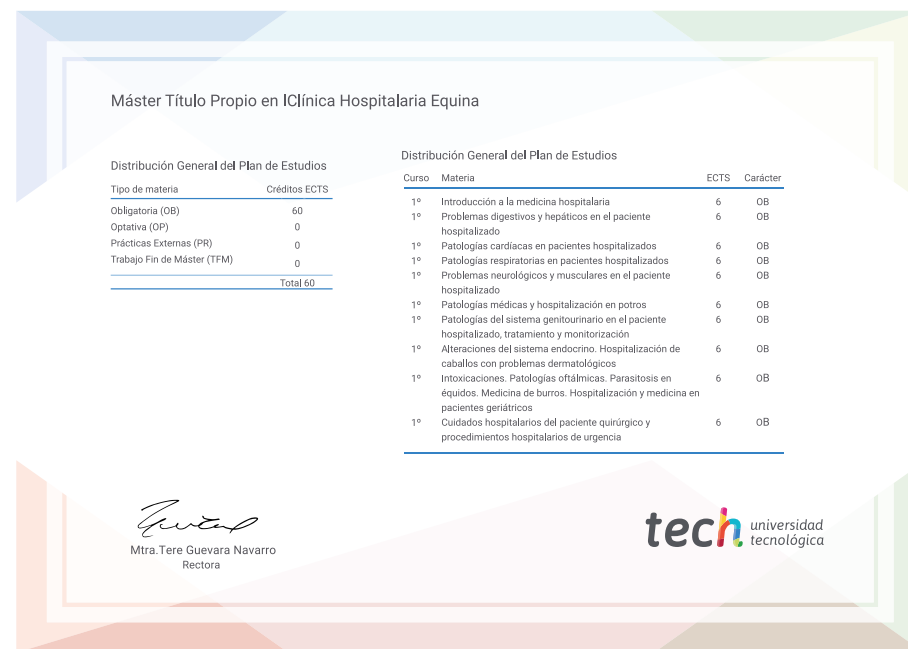 Máster Título Propio en IClínica Hospitalaria Equina
Distribución General del Plan de Estudios
Tipo de materia Créditos ECTS
Obligatoria (OB) 60
Optativa (OP) 0
Prácticas Externas (PR) 0
Trabajo Fin de Máster (TFM) 0
Total 60
Distribución General del Plan de Estudios
Curso Materia ECTS Carácter
1º Introducción a la medicina hospitalaria 6 OB
1º Problemas digestivos y hepáticos en el paciente 6 OB
hospitalizado
1º Patologías cardíacas en pacientes hospitalizados 6 OB
1º Patologías respiratorias en pacientes hospitalizados 6 OB
1º Problemas neurológicos y musculares en el paciente 6 OB
hospitalizado
1º Patologías médicas y hospitalización en potros 6 OB
1º Patologías del sistema genitourinario en el paciente 6 OB
hospitalizado, tratamiento y monitorización
1º Alteraciones del sistema endocrino. Hospitalización de 6 OB
caballos con problemas dermatológicos
1º Intoxicaciones. Patologías oftálmicas. Parasitosis en 6 OB
équidos. Medicina de burros. Hospitalización y medicina en
pacientes geriátricos
1º Cuidados hospitalarios del paciente quirúrgico y 6 OB
procedimientos hospitalarios de urgencia
Mtra.Tere Guevara Navarro
Rectora
tech universidad
tecnológica